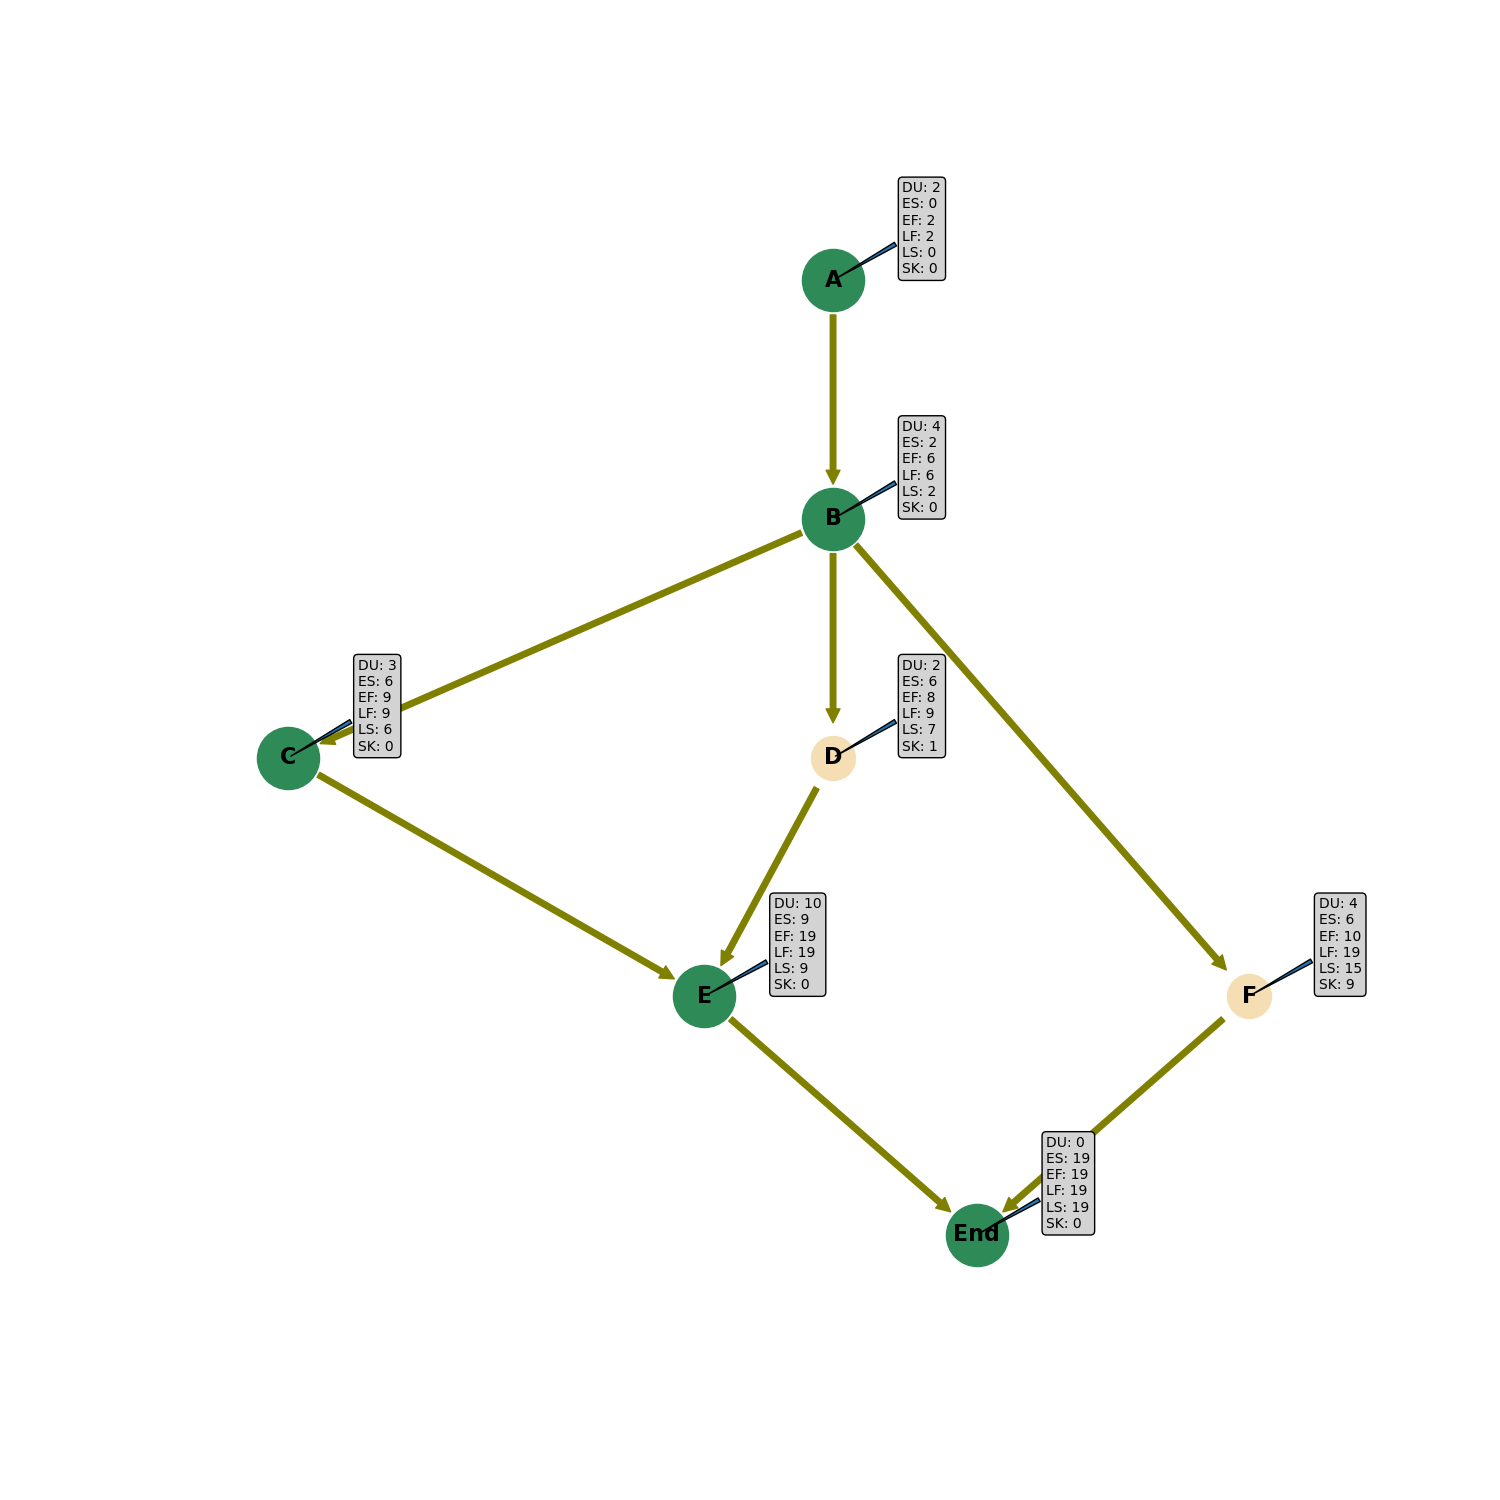 DU: 2
ES: 0
EF: 2
LF: 2
LS: 0
SK: 0
A
DU: 4
ES: 2
EF: 6
LF: 6
LS: 2
SK: 0
B
DU: 3
ES: 6
EF: 9
LF: 9
LS: 6
SK: 0
C
DU: 2
ES: 6
EF: 8
LF: 9
LS: 7
SK: 1
D
DU: 10
ES: 9
EF: 19
LF: 19
LS: 9
SK: 0
E
DU: 4
ES: 6
EF: 10
LF: 19
LS: 15
SK: 9
F
DU: 0
ES: 19
EF: 19
LF: 19
LS: 19
SK: 0
End